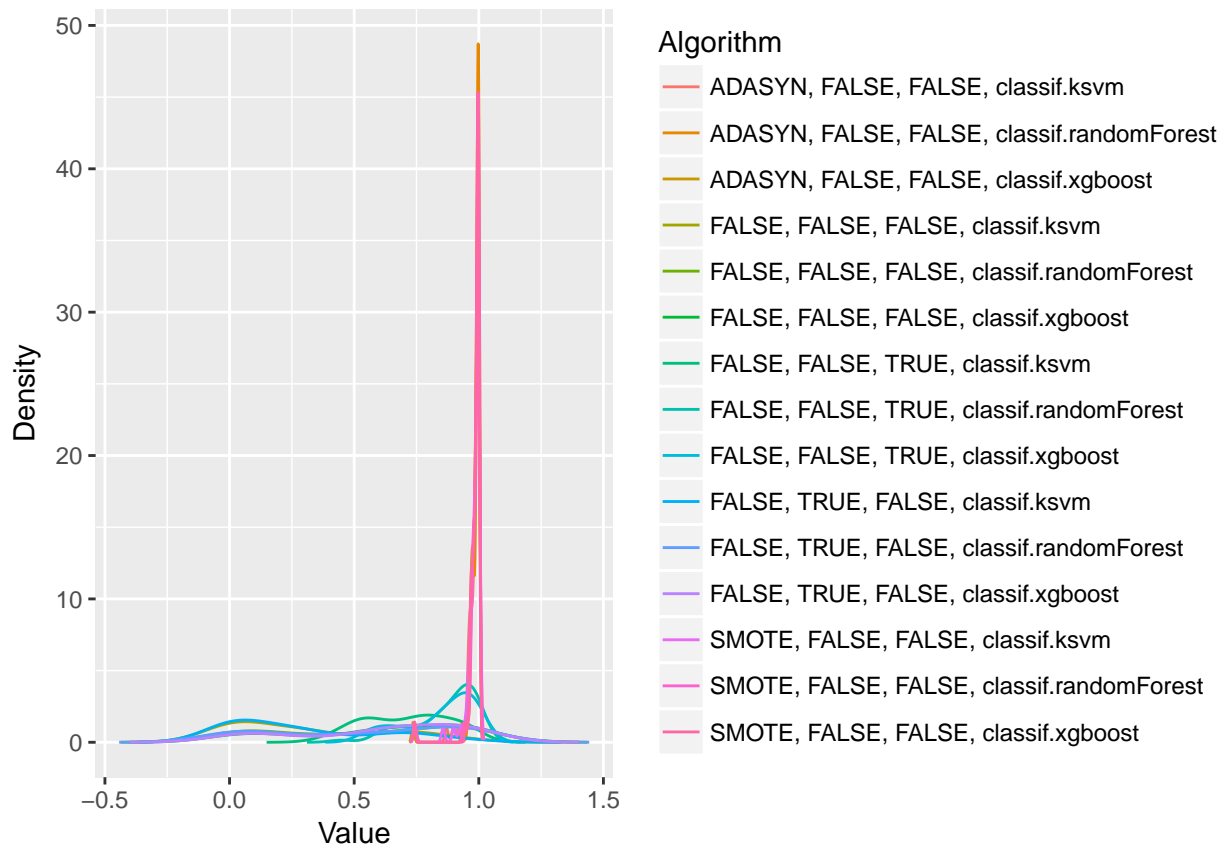 50
40
30
20
10
0
Density
−0.5
0.0
0.5
1.0
1.5
Value
Algorithm
ADASYN, FALSE, FALSE, classif.ksvm
ADASYN, FALSE, FALSE, classif.randomForest
ADASYN, FALSE, FALSE, classif.xgboost
FALSE, FALSE, FALSE, classif.ksvm
FALSE, FALSE, FALSE, classif.randomForest
FALSE, FALSE, FALSE, classif.xgboost
FALSE, FALSE, TRUE, classif.ksvm
FALSE, FALSE, TRUE, classif.randomForest
FALSE, FALSE, TRUE, classif.xgboost
FALSE, TRUE, FALSE, classif.ksvm
FALSE, TRUE, FALSE, classif.randomForest
FALSE, TRUE, FALSE, classif.xgboost
SMOTE, FALSE, FALSE, classif.ksvm
SMOTE, FALSE, FALSE, classif.randomForest
SMOTE, FALSE, FALSE, classif.xgboost